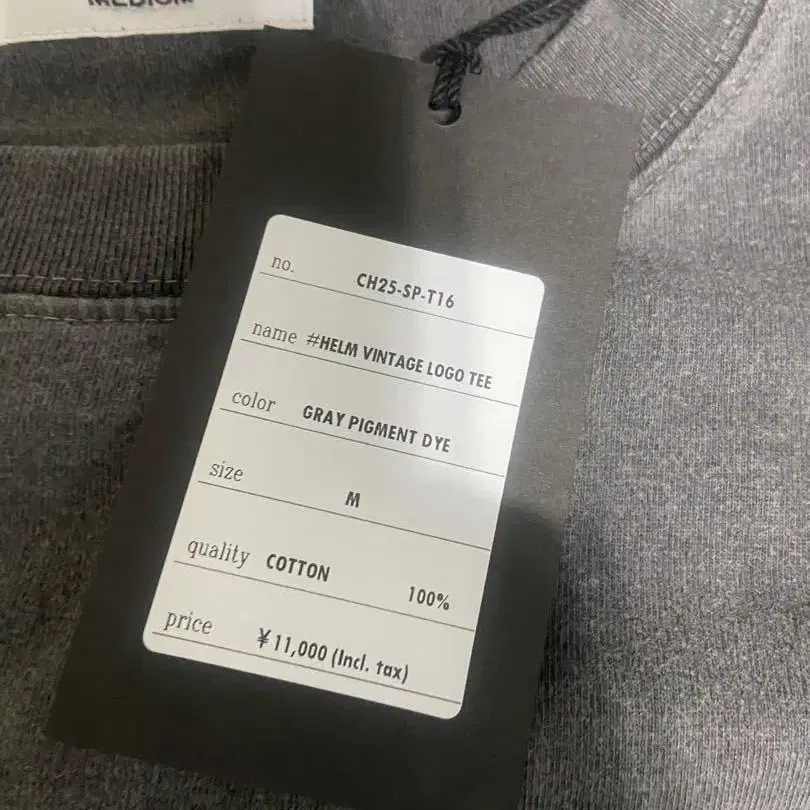 MEDIUM
no. CH25-SP-T16
name #HELM VINTAGE LOGO TEE
color GRAY PIGMENT DYE
size M
quality COTTON 100%
price ¥11,000 (Incl. tax)